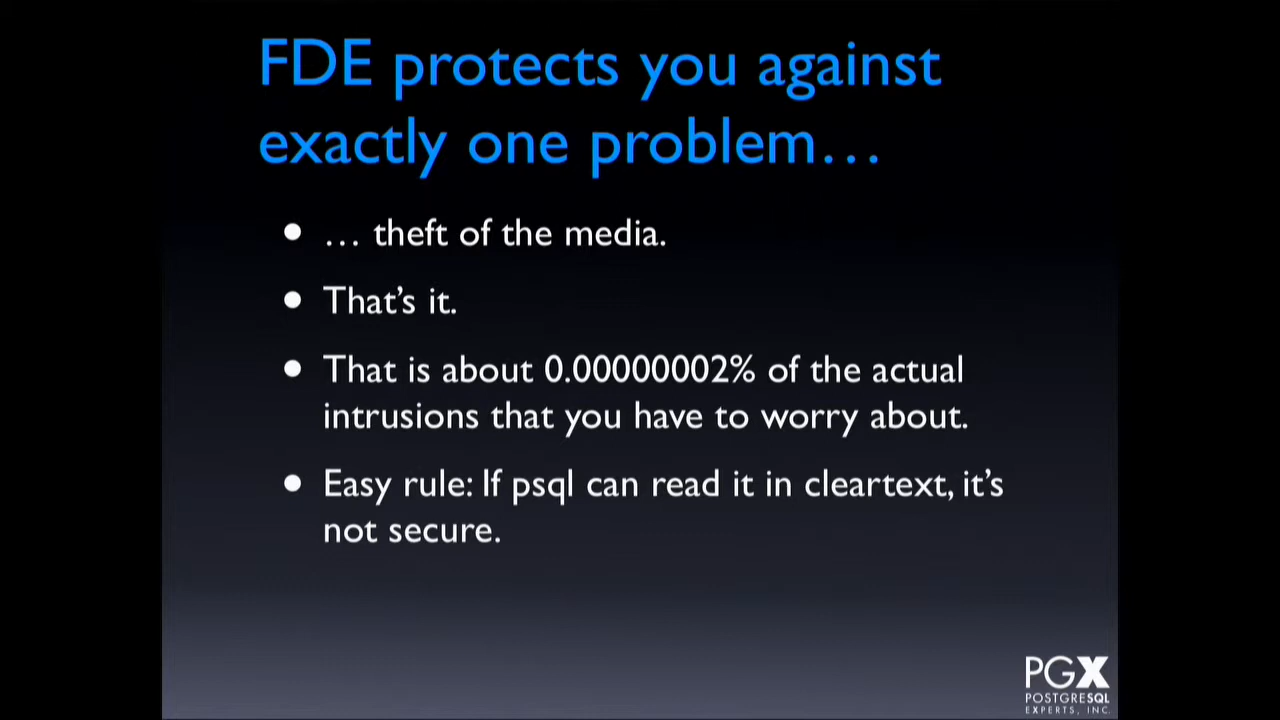 FDE protects you against
exactly one problem…
• … theft of the media.
• That’s it.
• That is about 0.00000002% of the actual
intrusions that you have to worry about.
• Easy rule: If psql can read it in cleartext, it’s
not secure.
PGX
POSTGRESQL
EXPERTS, INC.